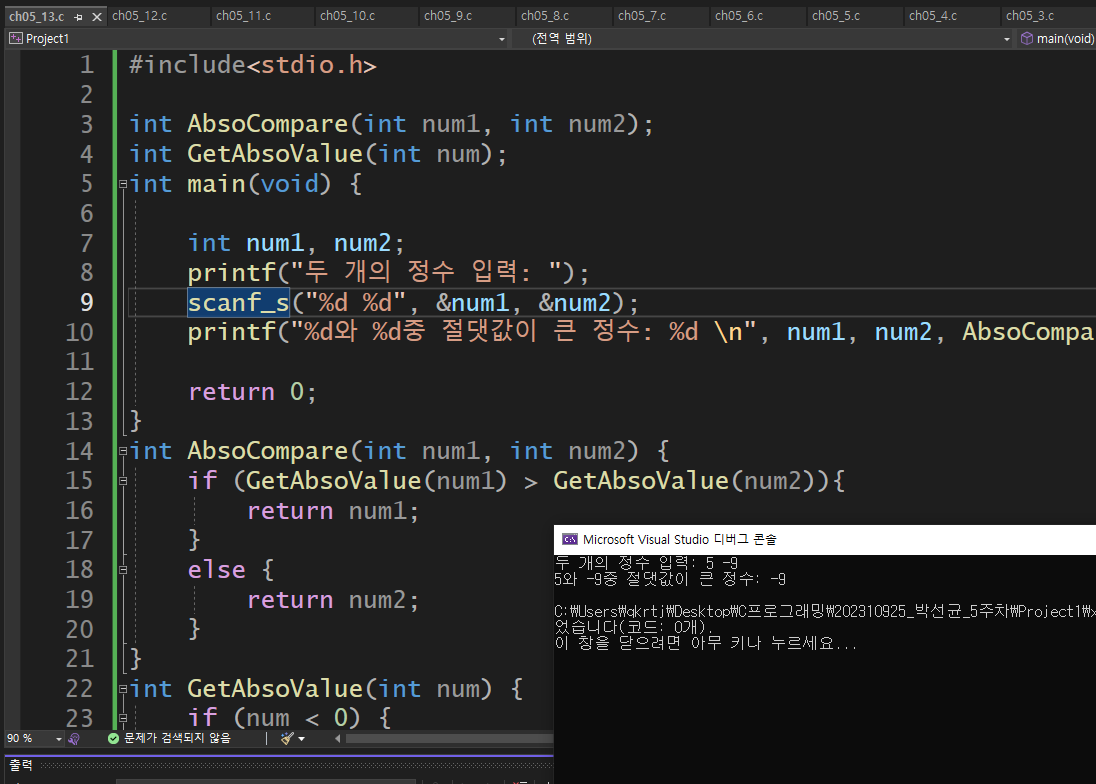 ch05_13.c ch05_12.c ch05_11.c ch05_10.c ch05_9.c ch05_8.c ch05_7.c ch05_6.c ch05_5.c ch05_4.c ch05_3.c
Project1 (전역 범위) main(void)
1 #include<stdio.h>
2
3 int AbsoCompare(int num1, int num2);
4 int GetAbsoValue(int num);
5 int main(void) {
6
7 int num1, num2;
8 printf("두 개의 정수 입력: ");
9 scanf_s("%d %d", &num1, &num2);
10 printf("%d와 %d중 절댓값이 큰 정수: %d \n", num1, num2, AbsoCompa
11
12 return 0;
13 }
14 int AbsoCompare(int num1, int num2) {
15 if (GetAbsoValue(num1) > GetAbsoValue(num2)){
16 return num1;
17 }
18 else {
19 return num2;
20 }
21 }
22 int GetAbsoValue(int num) {
23 if (num < 0) {
90 % 문제가 검색되지 않음
출력
Microsoft Visual Studio 디버그 콘솔
두 개의 정수 입력: 5 -9
5와 -9중 절댓값이 큰 정수: -9
C:₩Users₩qkrtj₩Desktop₩C프로그래밍₩202310925_박선균_5주차₩Project1₩x
었습니다(코드: 0개).
이 창을 닫으려면 아무 키나 누르세요...